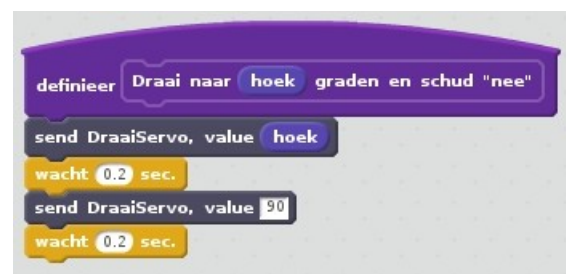 definieer Draai naar hoek graden en schud "nee"
send DraaiServo, value hoek
wacht 0.2 sec.
send DraaiServo, value 90
wacht 0.2 sec.